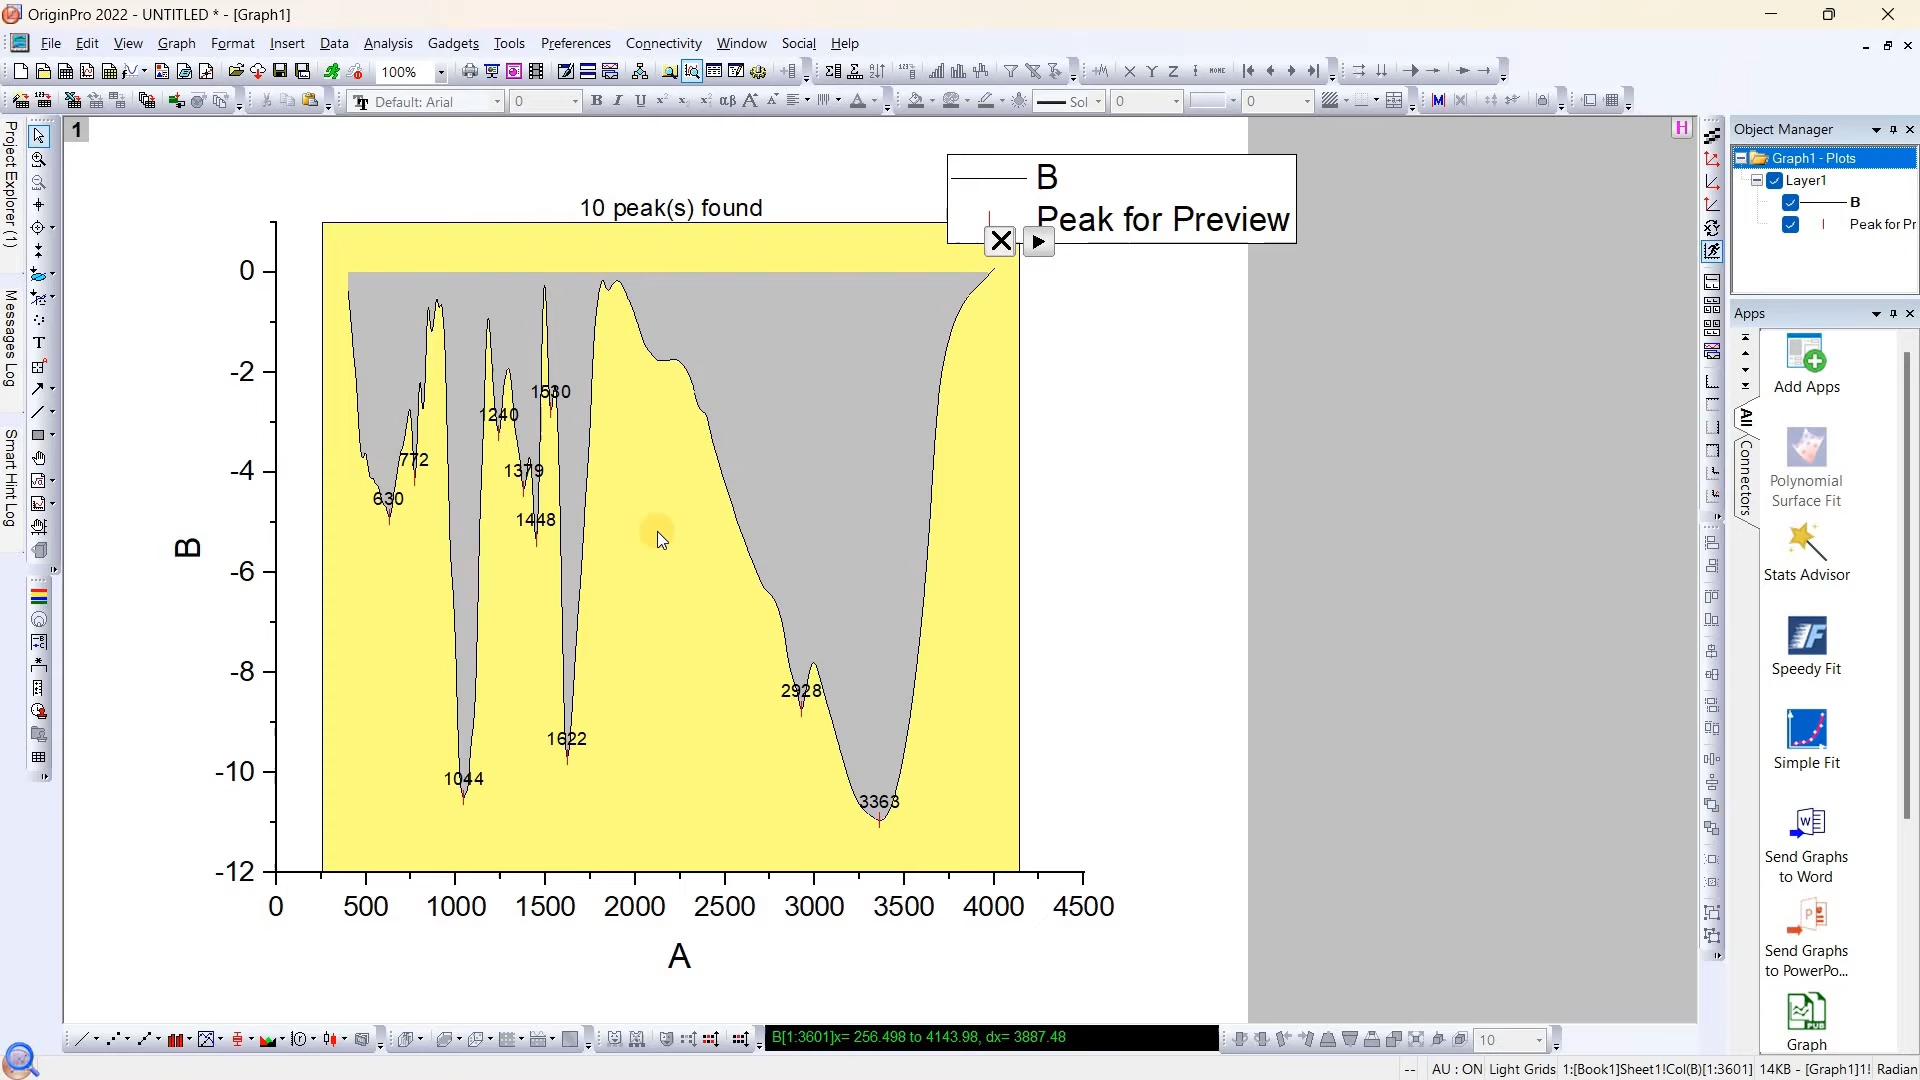 OriginPro 2022 - UNTITLED * - [Graph1]
File Edit View Graph Format Insert Data Analysis Gadgets Tools Preferences Connectivity Window Social Help
100%
Default: Arial 0 B I U αβ A Sol 0 0
Project Explorer (1)
Messages Log
Smart Hint Log
1
H
B
Peak for Preview
10 peak(s) found
0
-2
-4
-6
-8
-10
-12
B
1530
1240
772
1379
630
1448
2928
1622
1044
3363
0 500 1000 1500 2000 2500 3000 3500 4000 4500
A
Object Manager
Graph1 - Plots
Layer1
B
Peak for Pr
Apps
All
Connectors
Add Apps
Polynomial
Surface Fit
Stats Advisor
Speedy Fit
Simple Fit
Send Graphs
to Word
Send Graphs
to PowerPo...
Graph
B[1:3601]x= 256.498 to 4143.98, dx= 3887.48
10
-- AU : ON Light Grids 1:[Book1]Sheet1!Col(B)[1:3601] 14KB - [Graph1]1! Radian